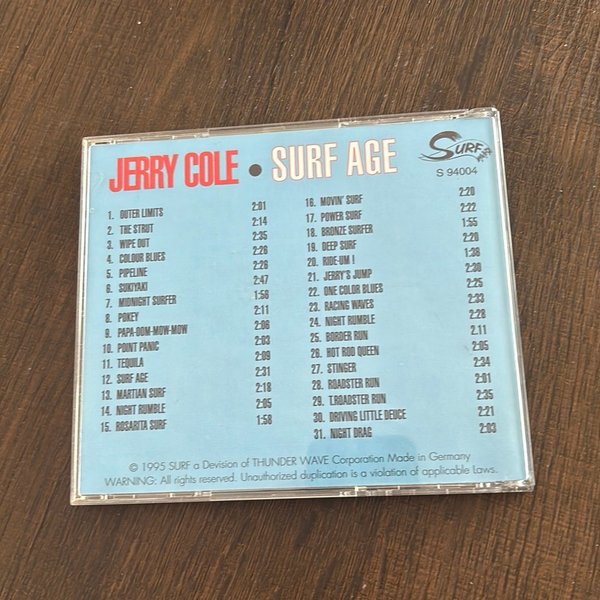 JERRY COLE • SURF AGE
SURF
S 94004
1. OUTER LIMITS 2:01
2. THE STRUT 2:14
3. WIPE OUT 2:35
4. COLOUR BLUES 2:26
5. PIPELINE 2:26
6. SUKIYAKI 2:47
7. MIDNIGHT SURFER 1:56
8. POKEY 2:11
9. PAPA-OOM-MOW-MOW 2:06
10. POINT PANIC 2:03
11. TEQUILA 2:09
12. SURF AGE 2:31
13. MARTIAN SURF 2:18
14. NIGHT RUMBLE 2:05
15. ROSARITA SURF 1:58
16. MOVIN' SURF 2:20
17. POWER SURF 2:22
18. BRONZE SURFER 1:55
19. DEEP SURF 2:20
20. RIDE-UM ! 1:38
21. JERRY'S JUMP 2:30
22. ONE COLOR BLUES 2:25
23. RACING WAVES 2:33
24. NIGHT RUMBLE 2:28
25. BORDER RUN 2:11
26. HOT ROD QUEEN 2:05
27. STINGER 2:34
28. ROADSTER RUN 2:01
29. T.ROADSTER RUN 2:35
30. DRIVING LITTLE DEUCE 2:21
31. NIGHT DRAG 2:03
© 1995 SURF a Division of THUNDER WAVE Corporation Made in Germany
WARNING: All rights reserved. Unauthorized duplication is a violation of applicable Laws.